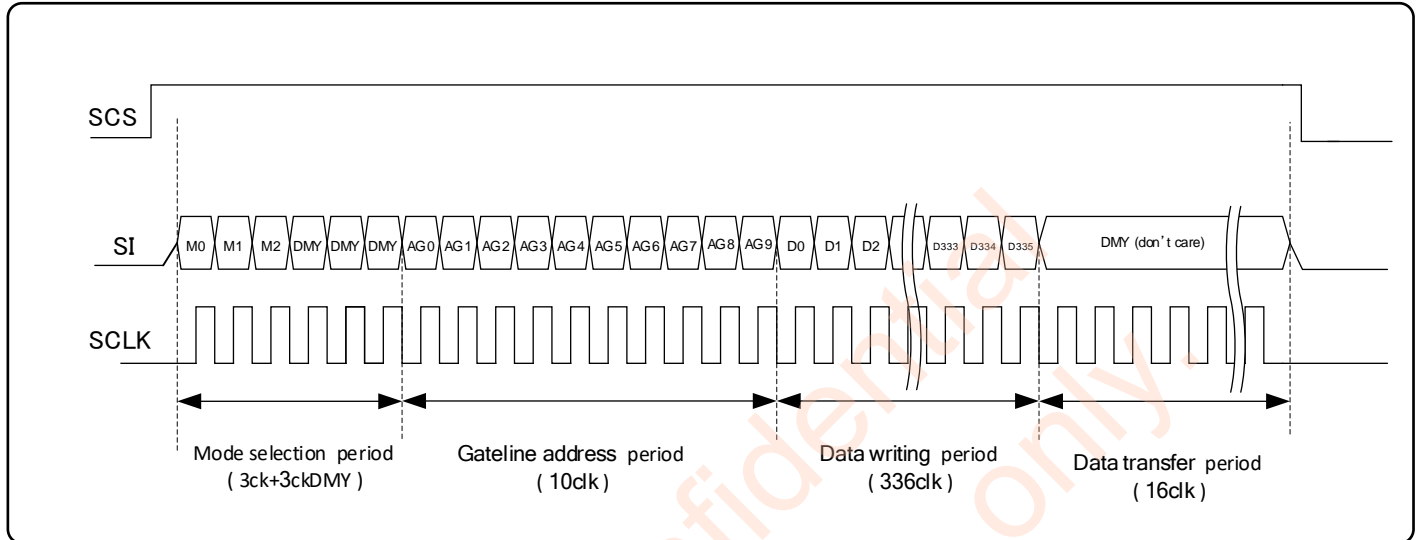 SCS
SI
M0 M1 M2 DMY DMY DMY AG0 AG1 AG2 AG3 AG4 AG5 AG6 AG7 AG8 AG9 D0 D1 D2 D333 D334 D335 DMY (don't care)
SCLK
Mode selection period
( 3ck+3ckDMY )
Gateline address period
( 10clk )
Data writing period
( 336clk )
Data transfer period
( 16clk )
only.